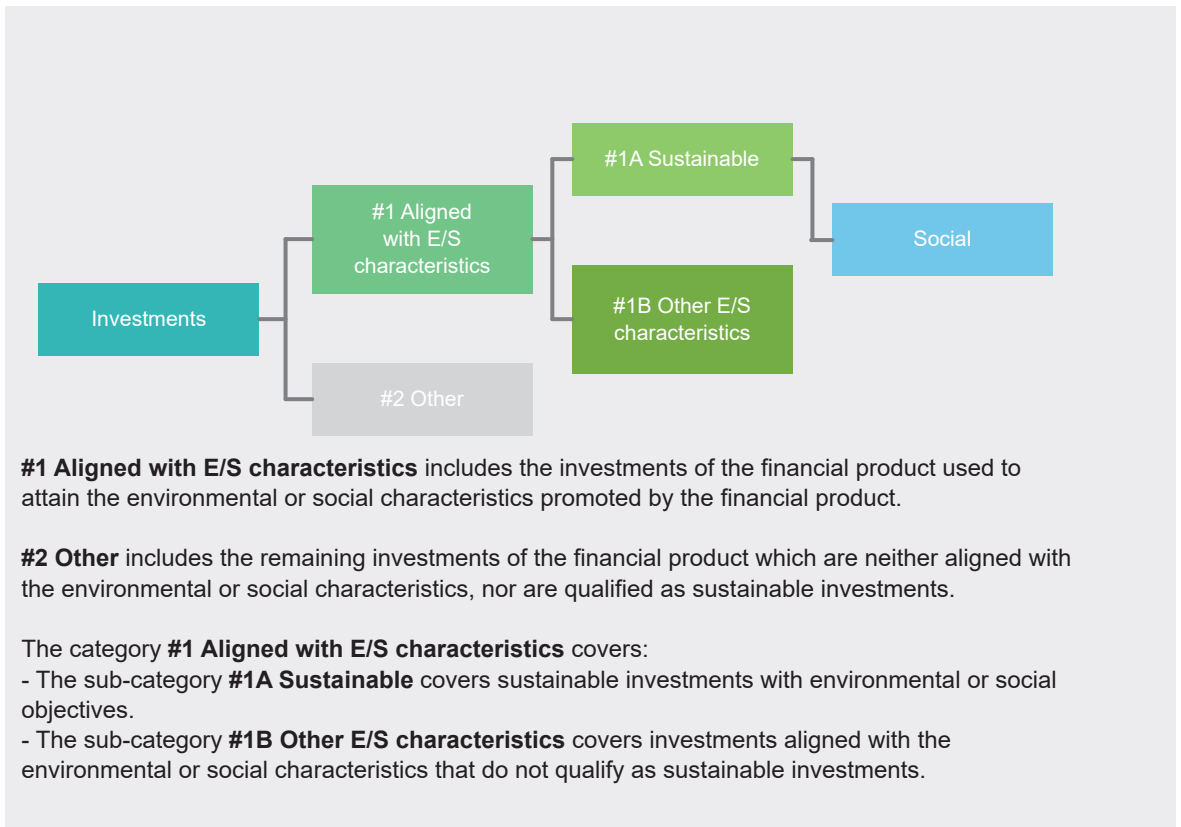 #1A Sustainable
#1 Aligned
with E/S
characteristics
Social
Investments
#1B Other E/S
characteristics
#2 Other
#1 Aligned with E/S characteristics includes the investments of the financial product used to
attain the environmental or social characteristics promoted by the financial product.
#2 Other includes the remaining investments of the financial product which are neither aligned with
the environmental or social characteristics, nor are qualified as sustainable investments.
The category #1 Aligned with E/S characteristics covers:
- The sub-category #1A Sustainable covers sustainable investments with environmental or social
objectives.
- The sub-category #1B Other E/S characteristics covers investments aligned with the
environmental or social characteristics that do not qualify as sustainable investments.